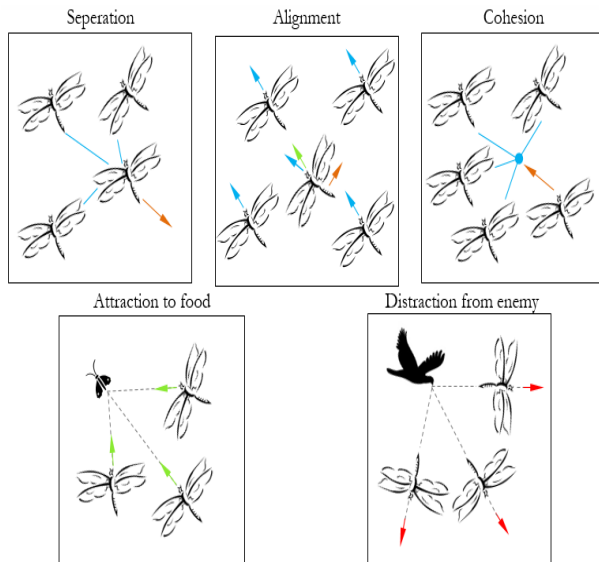 Seperation
Alignment
Cohesion
Attraction to food
Distraction from enemy